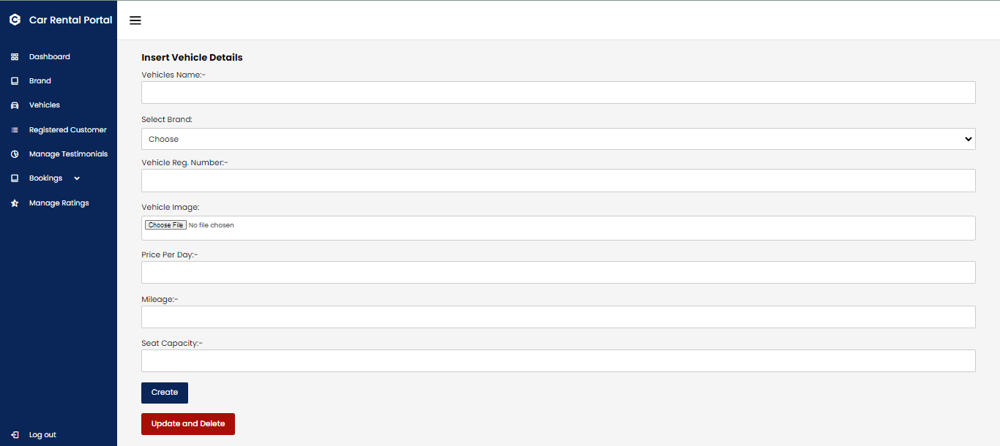 Car Rental Portal
Dashboard
Brand
Vehicles
Registered Customer
Manage Testimonials
Bookings
Manage Ratings
Log out
Insert Vehicle Details
Vehicles Name:-
Select Brand:
Choose
Vehicle Reg. Number:-
Vehicle Image:
Choose File No file chosen
Price Per Day:-
Mileage:-
Seat Capacity:-
Create
Update and Delete